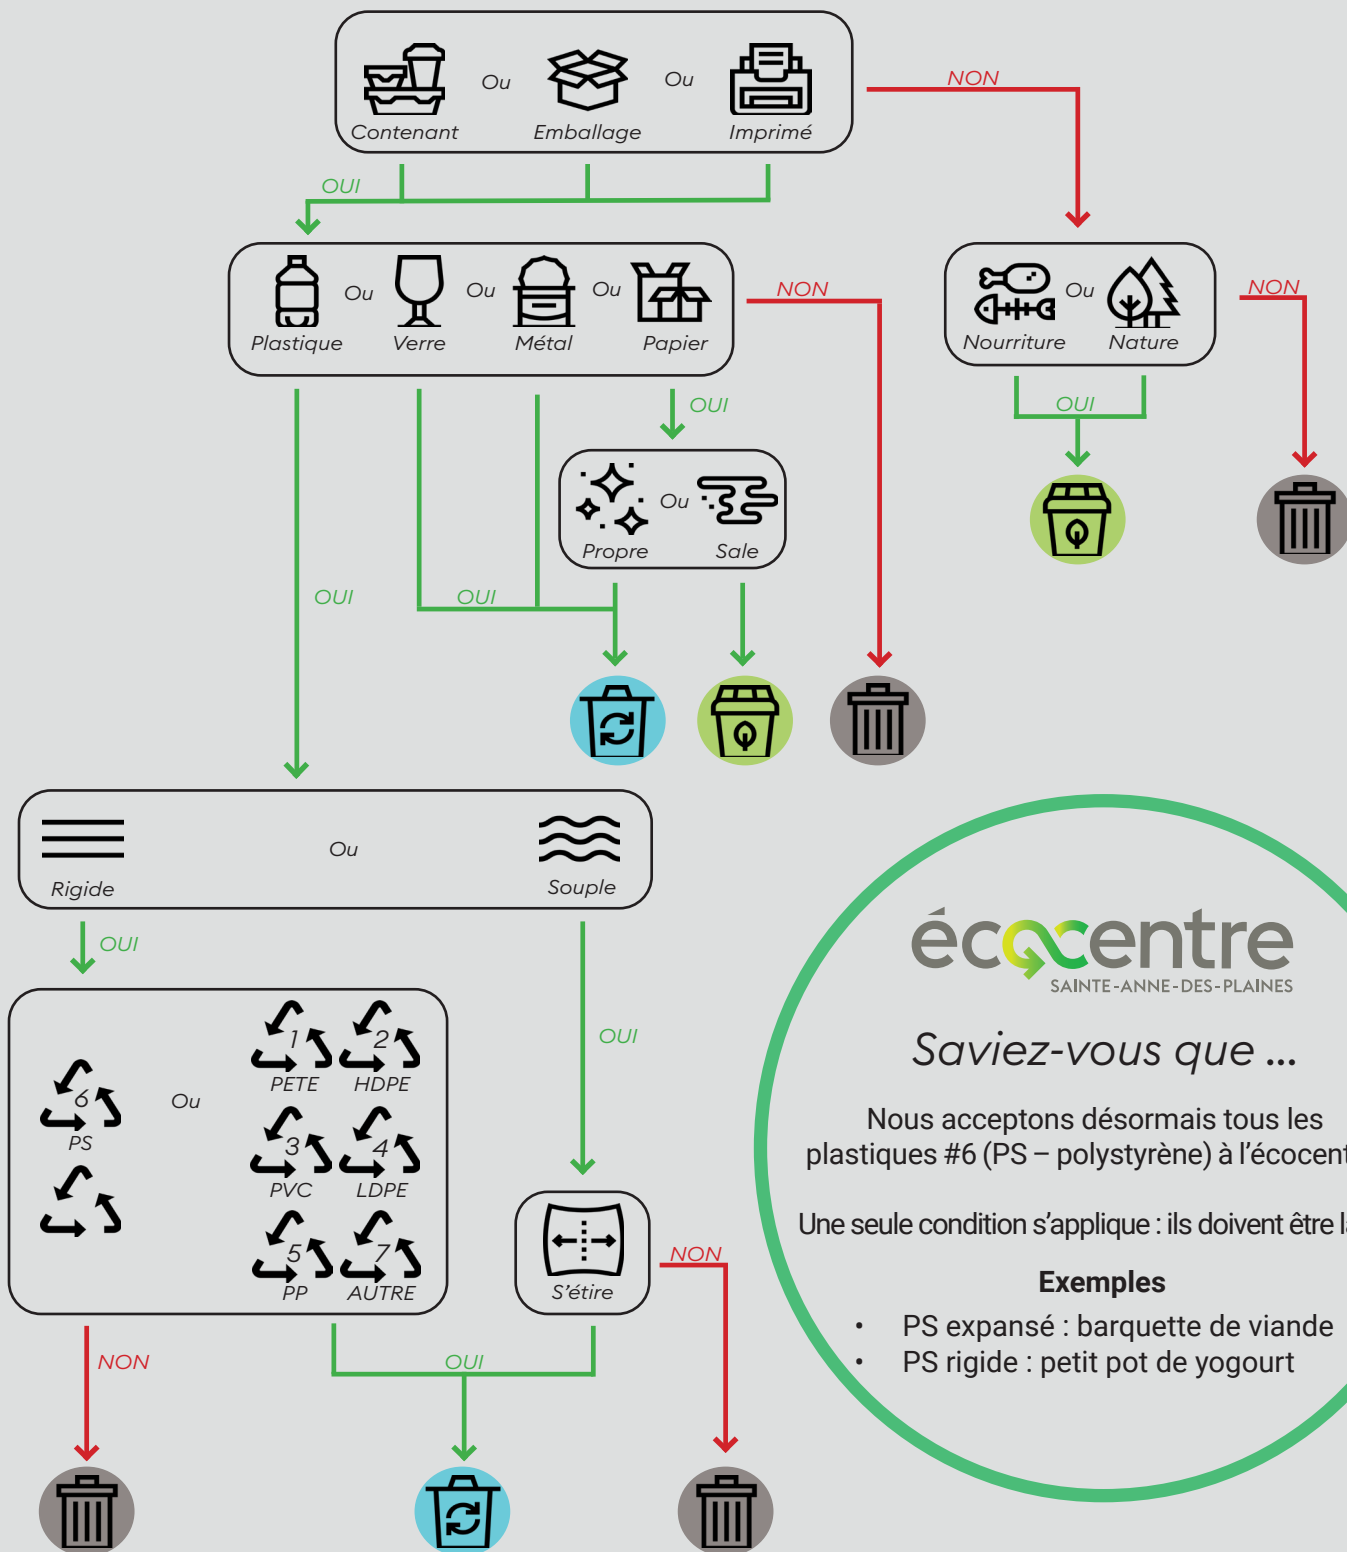 Contenant Ou Emballage Ou Imprimé
NON
OUI
Plastique Ou Verre Ou Métal Ou Papier
NON
Nourriture Ou Nature
NON
OUI
OUI
Propre Ou Sale
OUI
OUI
Rigide Ou Souple
OUI
OUI
6
PS
Ou
1 2
PETE HDPE
3 4
PVC LDPE
5 7
PP AUTRE
S'étire
NON
NON
OUI
écocentre
SAINTE-ANNE-DES-PLAINES
Saviez-vous que ...
Nous acceptons désormais tous les
plastiques #6 (PS – polystyrène) à
Une seule condition s'applique : ils doivent être
Exemples
• PS expansé : barquette de viande
• PS rigide : petit pot de yogourt